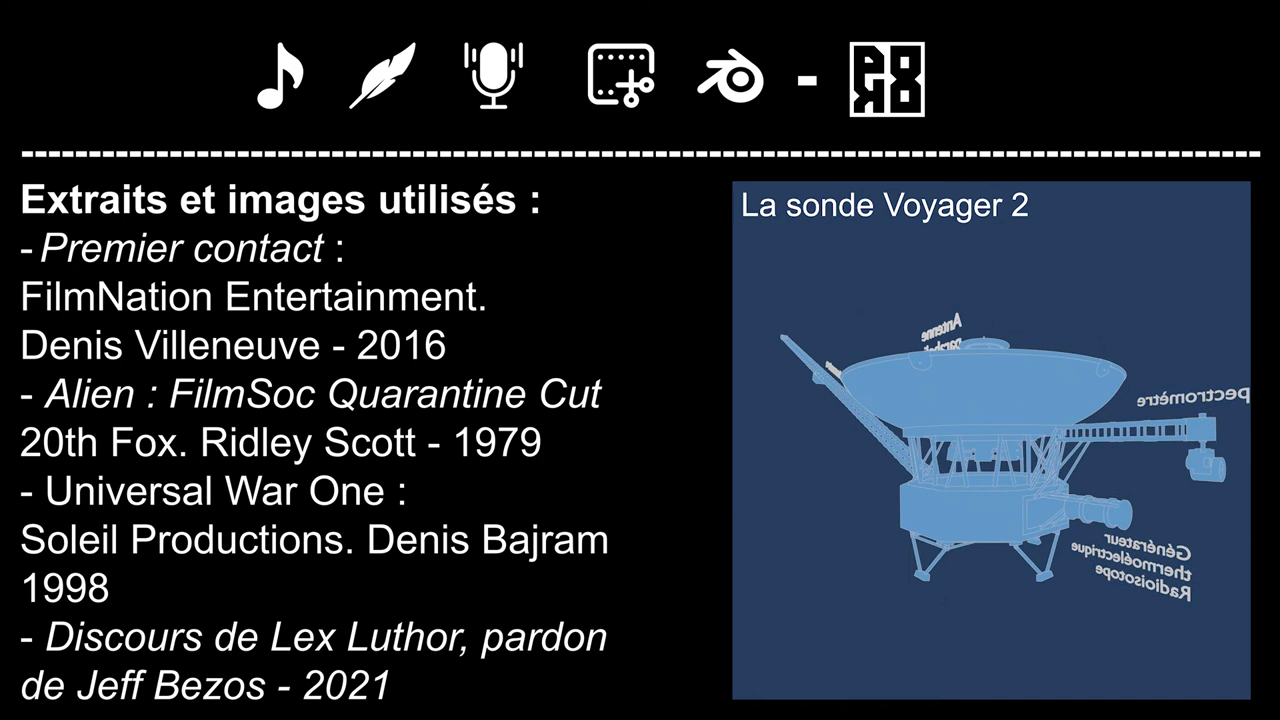 Extraits et images utilisés :
- Premier contact :
FilmNation Entertainment.
Denis Villeneuve - 2016
- Alien : FilmSoc Quarantine Cut
20th Fox. Ridley Scott - 1979
- Universal War One :
Soleil Productions. Denis Bajram
1998
- Discours de Lex Luthor, pardon
de Jeff Bezos - 2021
La sonde Voyager 2
Antenne
pectromètre
Générateur
thermoélectrique
Radioisotope